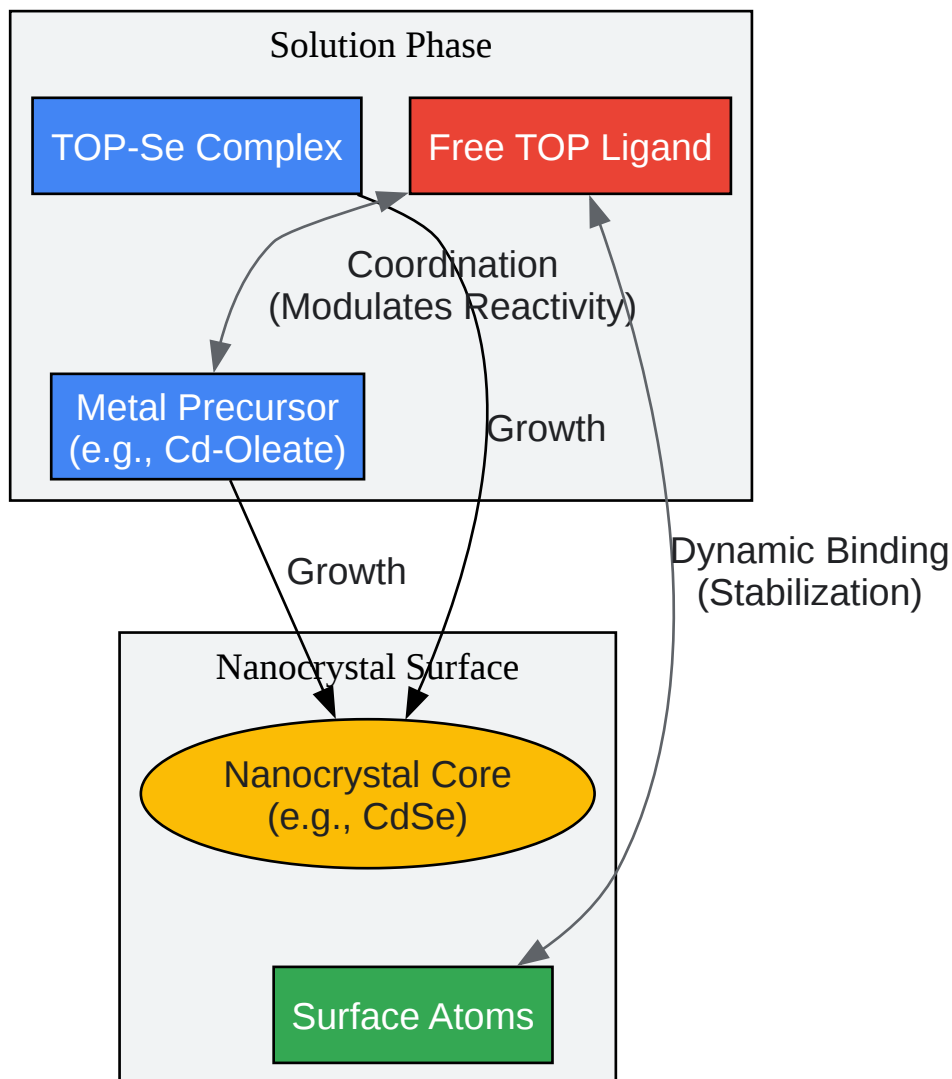 Solution Phase
TOP-Se Complex
Free TOP Ligand
Coordination
(Modulates Reactivity)
Metal Precursor
(e.g., Cd-Oleate)
Growth
Growth
Dynamic Binding
(Stabilization)
Nanocrystal Surface
Nanocrystal Core
(e.g., CdSe)
Surface Atoms